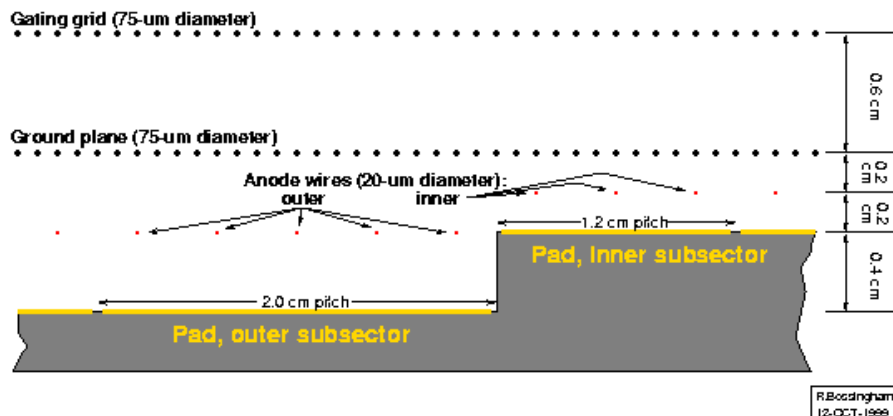 Gating grid (75-um diameter)
0.6 cm
Ground plane (75-um diameter)
0.2 cm
Anode wires (20-um diameter):
outer inner
0.2 cm
1.2 cm pitch
Pad, inner subsector
0.4 cm
2.0 cm pitch
Pad, outer subsector
R.Bossingham
12-OCT-1999